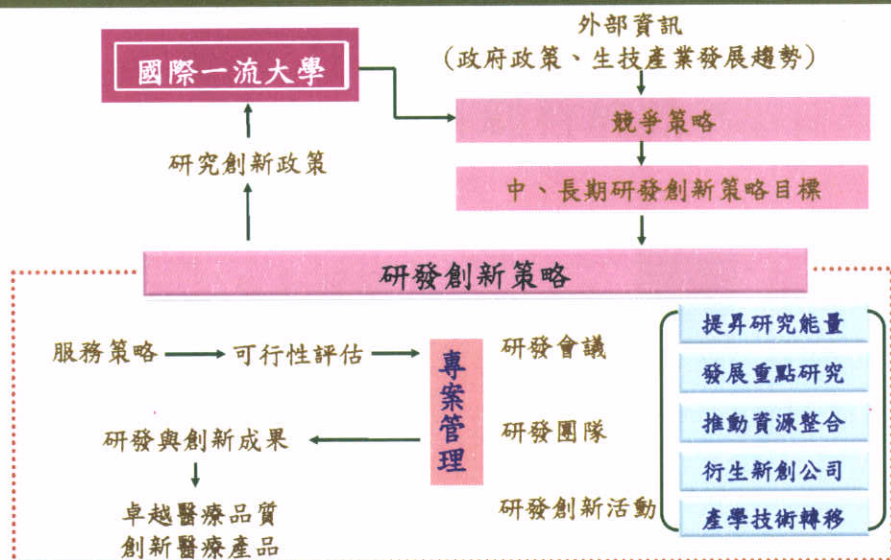 外部資訊
(政府政策、生技產業發展趨勢)
國際一流大學
競爭策略
研究創新政策
中、長期研發創新策略目標
研發創新策略
服務策略
可行性評估
專案管理
研發會議
研發團隊
研發創新活動
研發與創新成果
卓越醫療品質
創新醫療產品
提昇研究能量
發展重點研究
推動資源整合
衍生新創公司
產學技術轉移